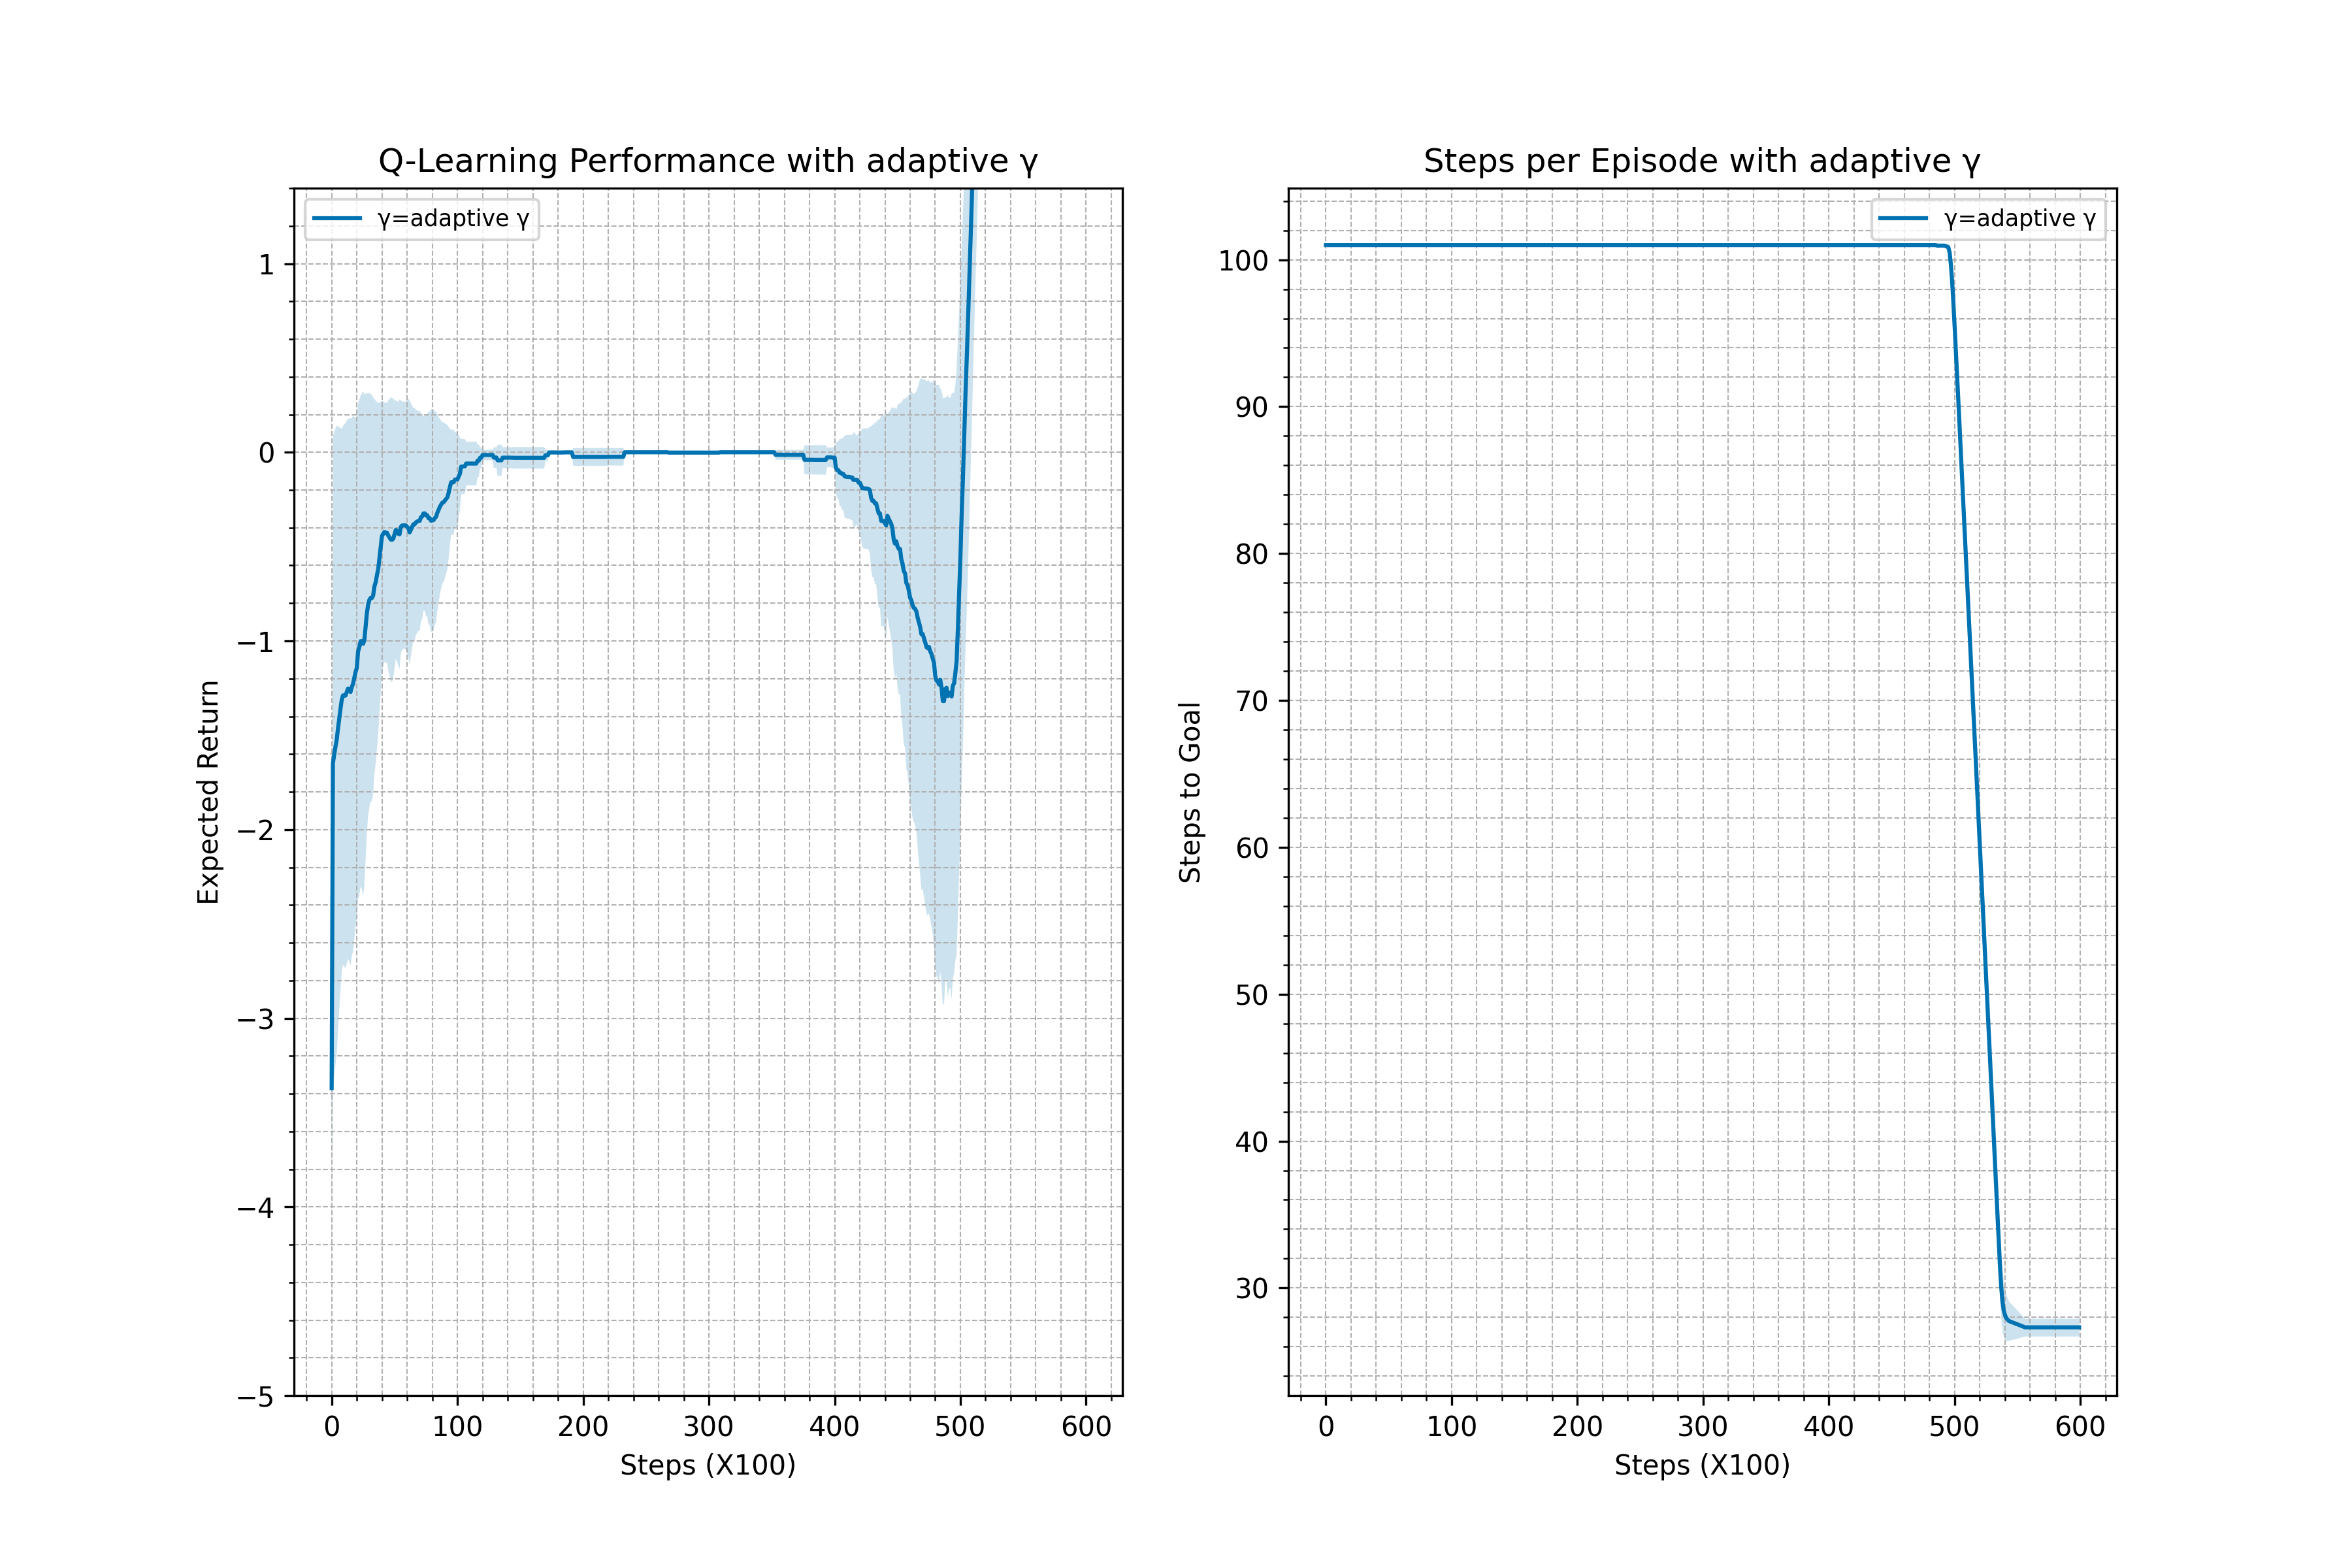 Q-Learning Performance with adaptive γ
γ=adaptive γ
Expected Return
1
0
−1
−2
−3
−4
−5
0 100 200 300 400 500 600
Steps (X100)
Steps per Episode with adaptive γ
γ=adaptive γ
Steps to Goal
100
90
80
70
60
50
40
30
0 100 200 300 400 500 600
Steps (X100)